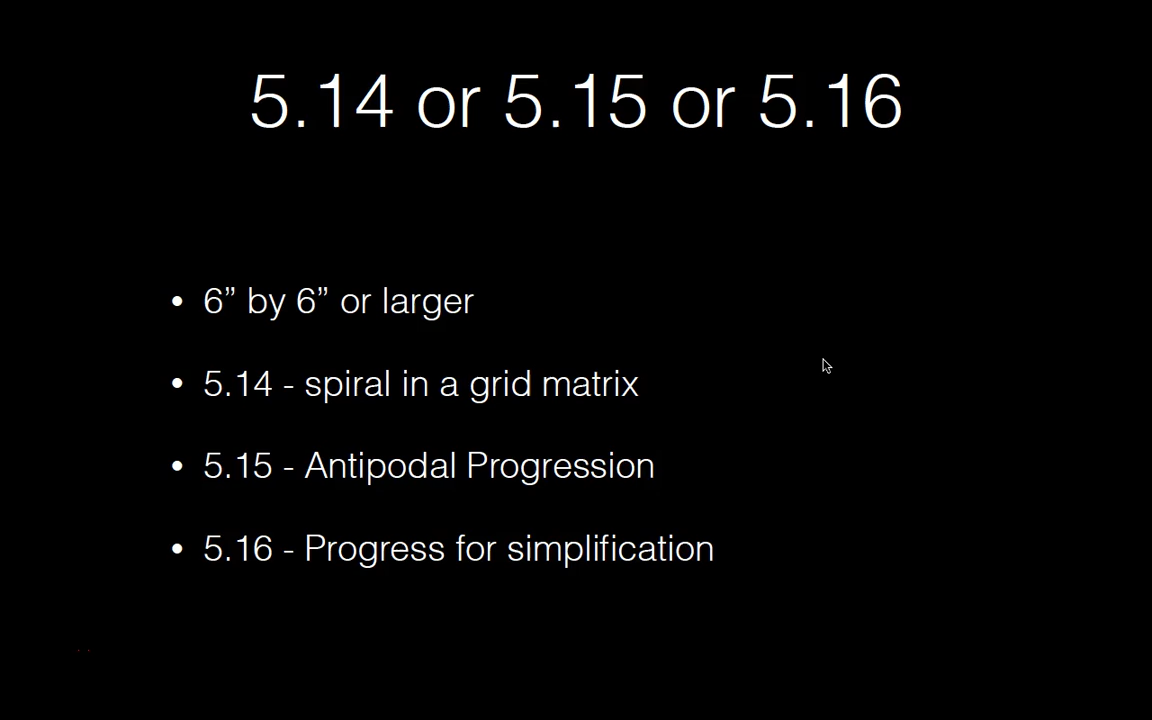 5.14 or 5.15 or 5.16
• 6” by 6” or larger
• 5.14 - spiral in a grid matrix
• 5.15 - Antipodal Progression
• 5.16 - Progress for simplification